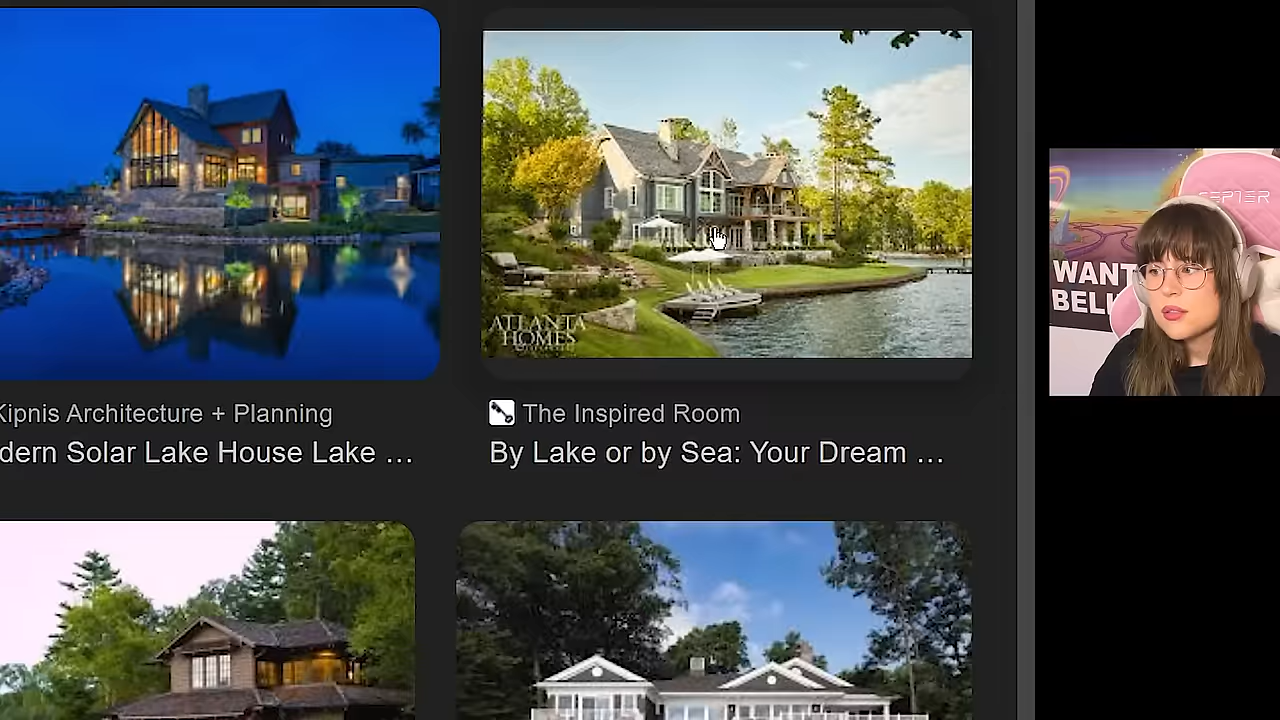 ATLANTA
HOMES
Kipnis Architecture + Planning
dern Solar Lake House Lake ...
The Inspired Room
By Lake or by Sea: Your Dream ...
WANT
BELI